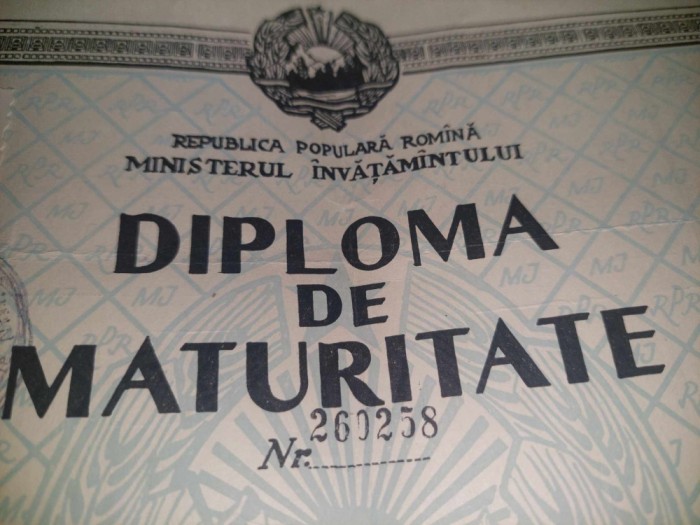 REPUBLICA POPULARĂ ROMÎNĂ
MINISTERUL ÎNVĂȚĂMÎNTULUI
DIPLOMA
DE
MATURITATE
Nr. 260258